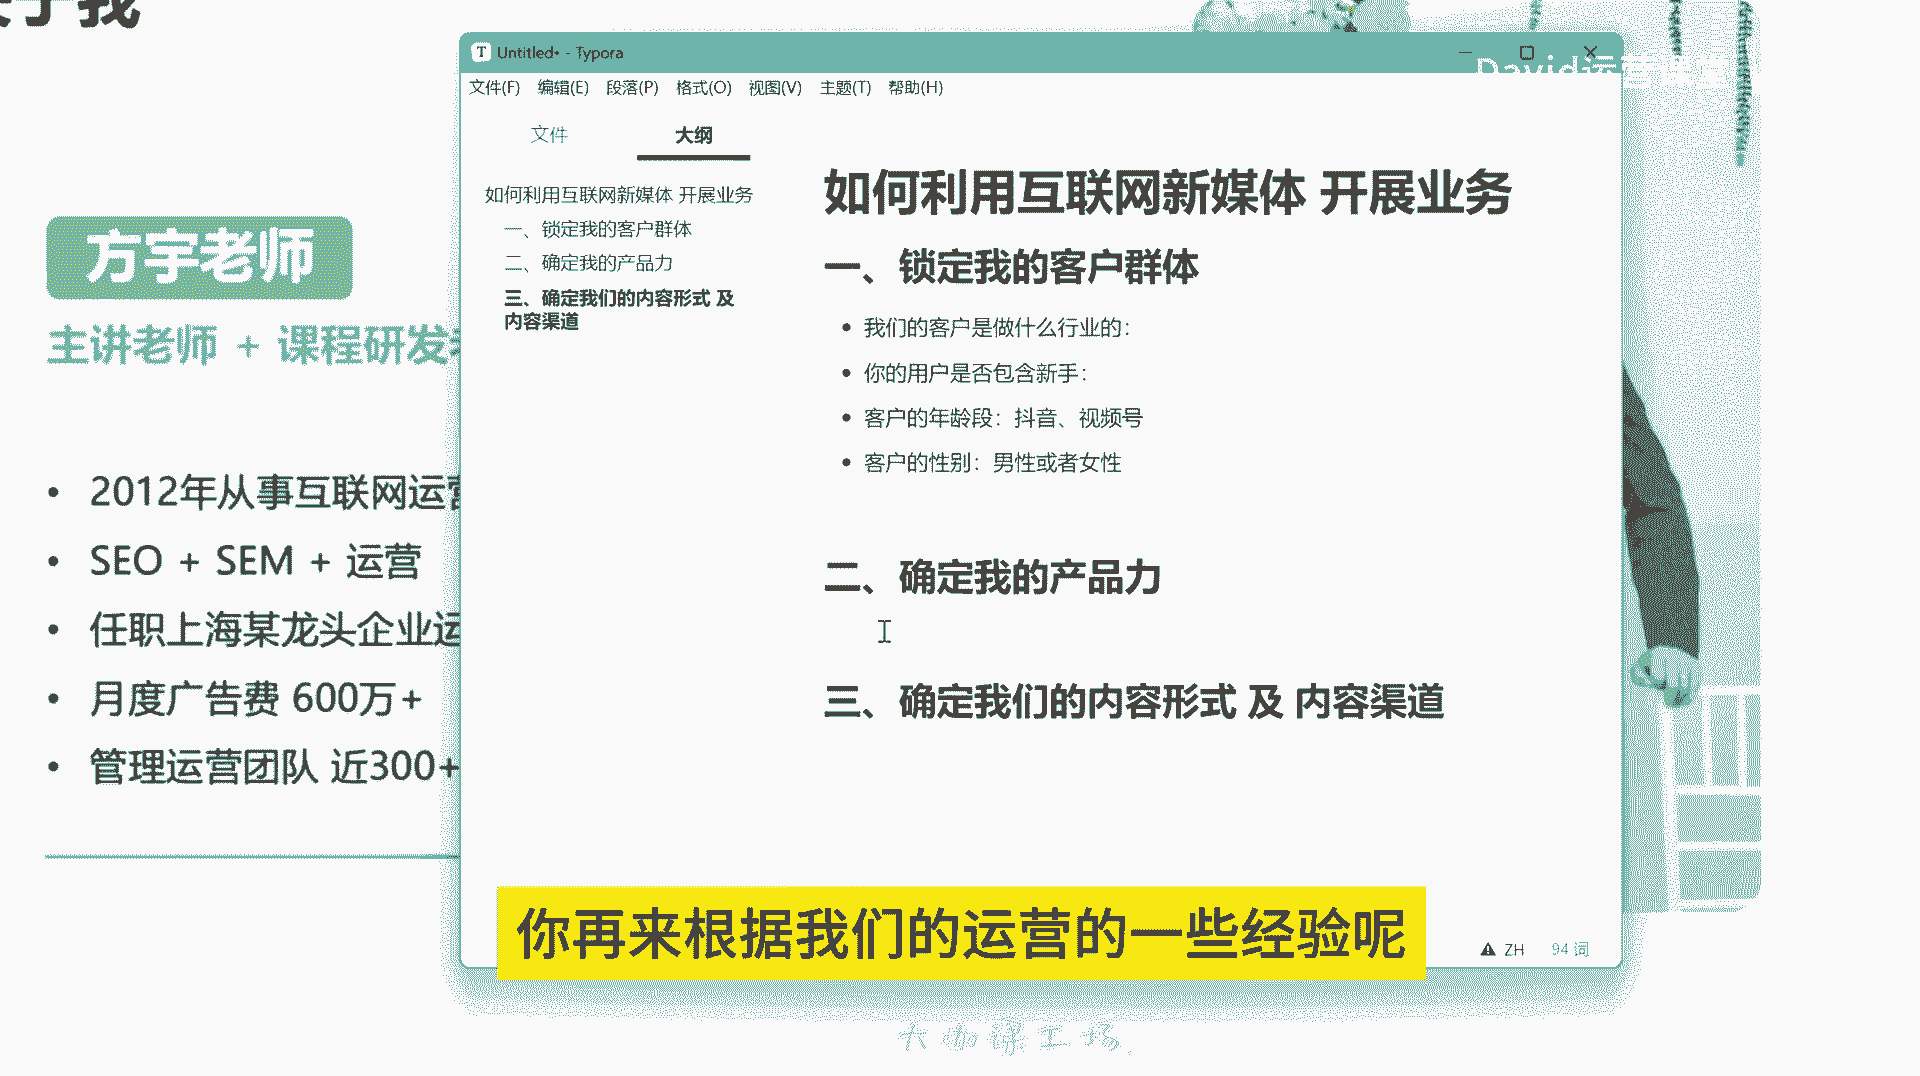 于我
方宇老师
主讲老师 + 课程研发
• 2012年从事互联网运营
• SEO + SEM + 运营
• 任职上海某龙头企业运
• 月度广告费 600万+
• 管理运营团队 近300+
Untitled• - Typora
David运营
文件(F) 编辑(E) 段落(P) 格式(O) 视图(V) 主题(T) 帮助(H)
文件 大纲
如何利用互联网新媒体 开展业务
一、锁定我的客户群体
二、确定我的产品力
三、确定我们的内容形式 及
内容渠道
如何利用互联网新媒体 开展业务
一、锁定我的客户群体
• 我们的客户是做什么行业的：
• 你的用户是否包含新手：
• 客户的年龄段：抖音、视频号
• 客户的性别：男性或者女性
二、确定我的产品力
三、确定我们的内容形式 及 内容渠道
ZH 94 词
你再来根据我们的运营的一些经验呢
大咖课工场